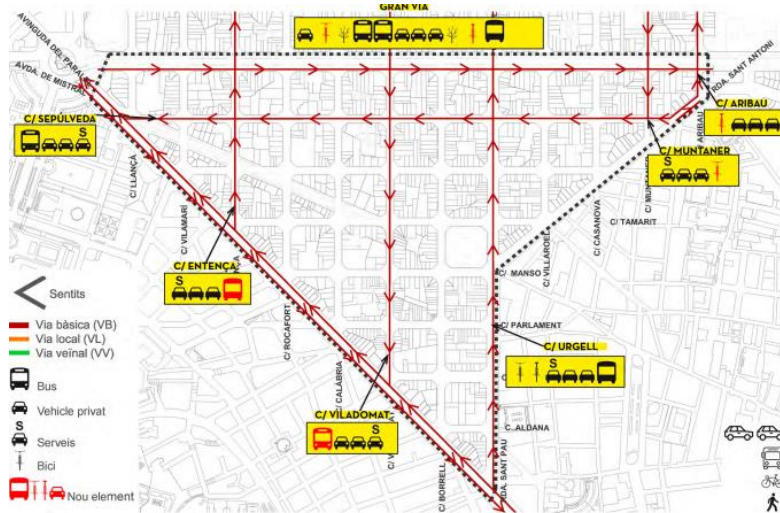 GRAN VIA
AVINGUDA DEL PARAL
AVDA. DE MISTRAL
RDA. SANT ANTONI
C/ SEPÚLVEDA
S
C/ ARIBAU
ARIBAU
C/ MUNTANER
S
C/ LLANÇÀ
C/ VILAMARÍ
C/ CASANOVA
C/ TAMARIT
C/ VILLAROEL
C/ ENTENÇA
S
C/ MANSO
Sentits
Via bàsica (VB)
Via local (VL)
Via veïnal (VV)
Bus
Vehicle privat
S
Serveis
Bici
Nou element
C/ ROCAFORT
C/ PARLAMENT
C/ URGELL
S
C/ CALÀBRIA
C/ VILADOMAT
S
C. ALDANA
C/ BORRELL
RDA. SANT PAU